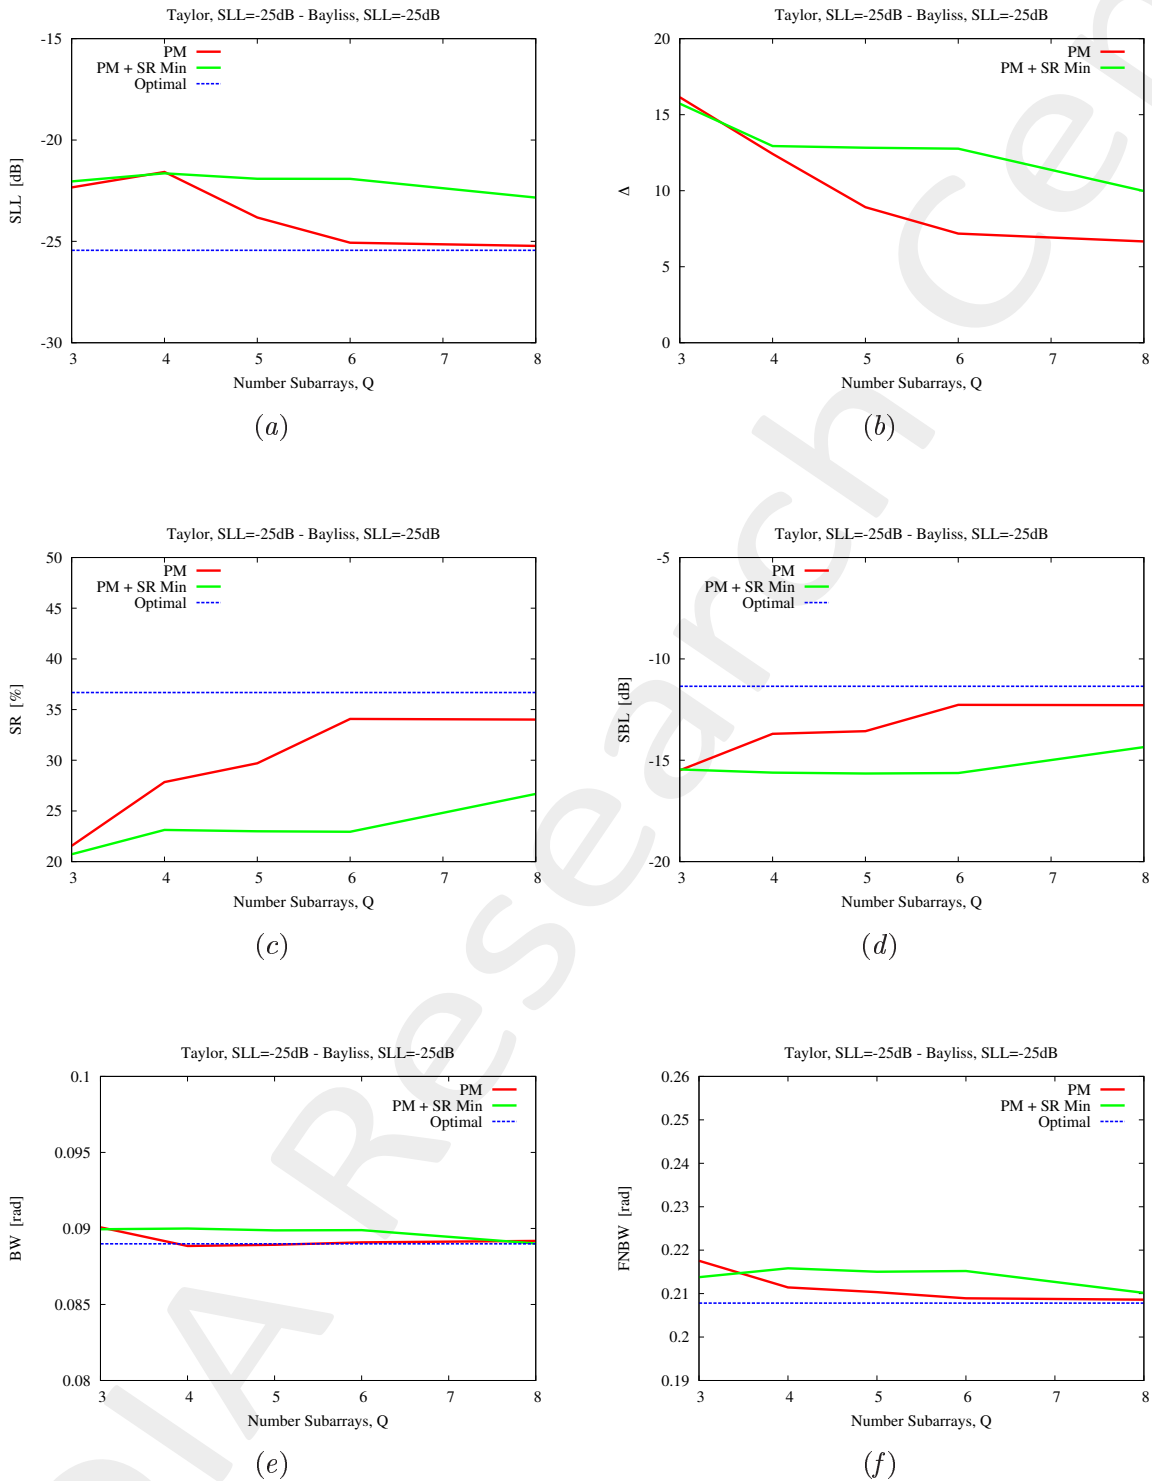 Taylor, SLL=-25dB - Bayliss, SLL=-25dB
-15
-20
-25
-30
SLL [dB]
PM
PM + SR Min
Optimal
3 4 5 6 7 8
Number Subarrays, Q
(a)
Taylor, SLL=-25dB - Bayliss, SLL=-25dB
20
15
10
5
0
Δ
PM
PM + SR Min
3 4 5 6 7 8
Number Subarrays, Q
(b)
Taylor, SLL=-25dB - Bayliss, SLL=-25dB
50
45
40
35
30
25
20
SR [%]
PM
PM + SR Min
Optimal
3 4 5 6 7 8
Number Subarrays, Q
(c)
Taylor, SLL=-25dB - Bayliss, SLL=-25dB
-5
-10
-15
-20
SBL [dB]
PM
PM + SR Min
Optimal
3 4 5 6 7 8
Number Subarrays, Q
(d)
Taylor, SLL=-25dB - Bayliss, SLL=-25dB
0.1
0.095
0.09
0.085
0.08
BW [rad]
PM
PM + SR Min
Optimal
3 4 5 6 7 8
Number Subarrays, Q
(e)
Taylor, SLL=-25dB - Bayliss, SLL=-25dB
0.26
0.25
0.24
0.23
0.22
0.21
0.2
0.19
FNBW [rad]
PM
PM + SR Min
Optimal
3 4 5 6 7 8
Number Subarrays, Q
(f)
Research